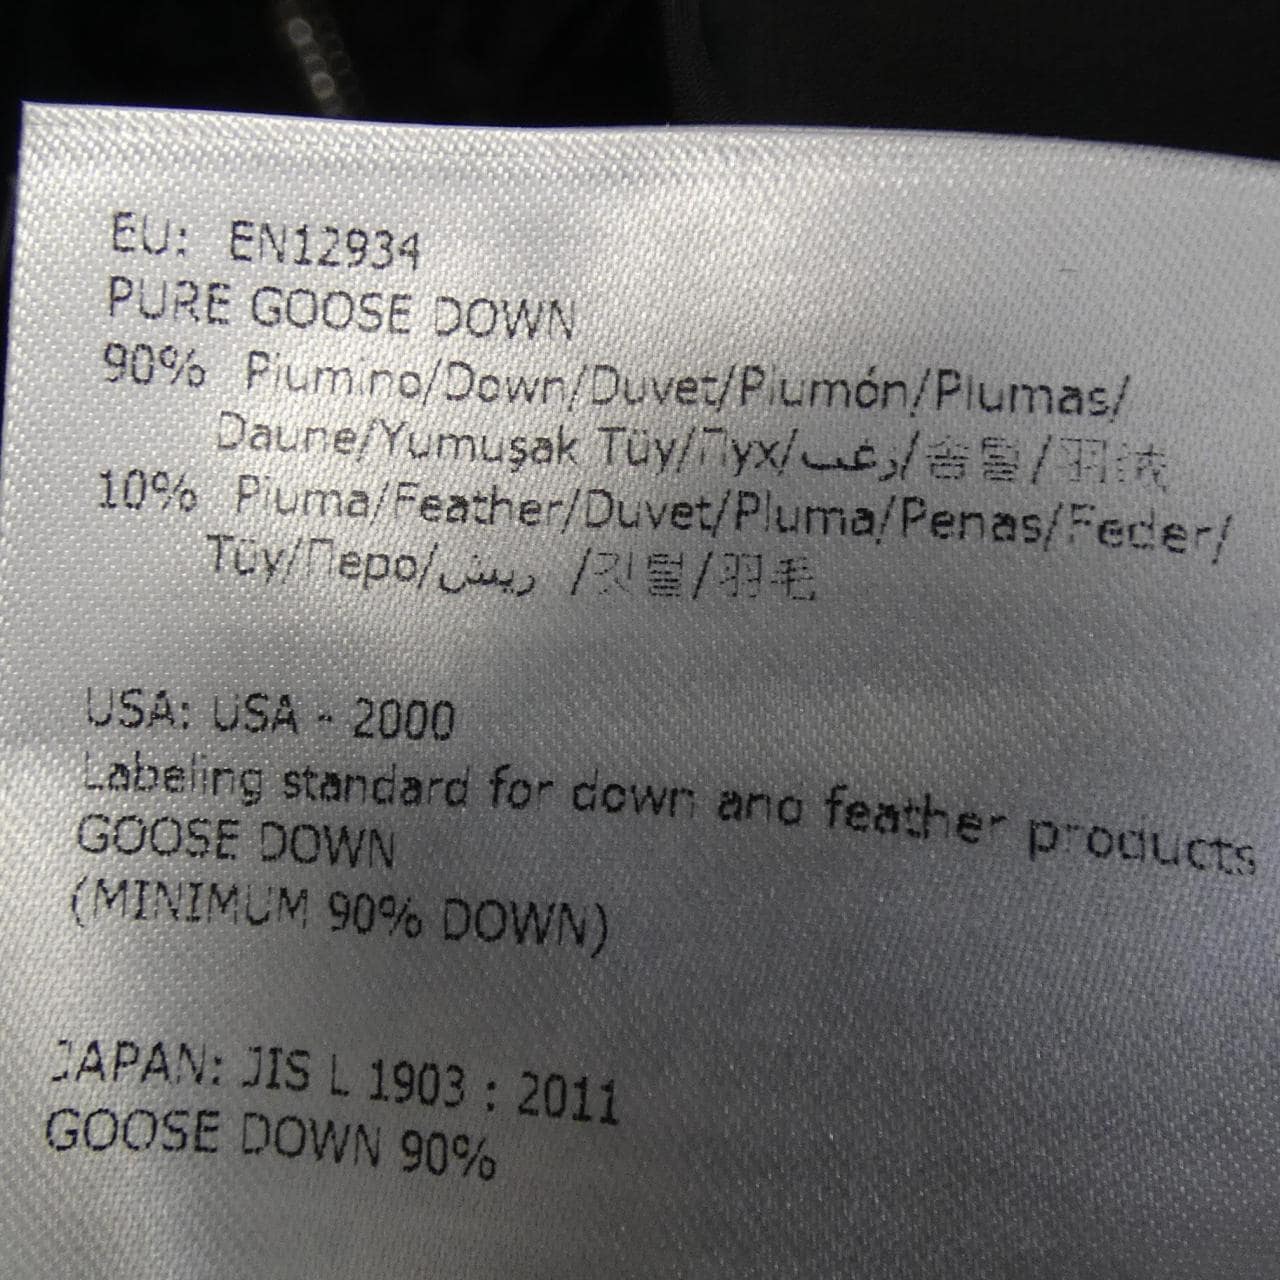 EU: EN12934
PURE GOOSE DOWN
90% Piumino/Down/Duvet/Plumón/Plumas/
Daune/Yumuşak Tüy/Пух/زغب/솜털/羽绒
10% Piuma/Feather/Duvet/Pluma/Penas/Feder/
Tüy/Перо/ريش /깃털/羽毛
USA: USA - 2000
Labeling standard for down and feather products
GOOSE DOWN
(MINIMUM 90% DOWN)
JAPAN: JIS L 1903 : 2011
GOOSE DOWN 90%